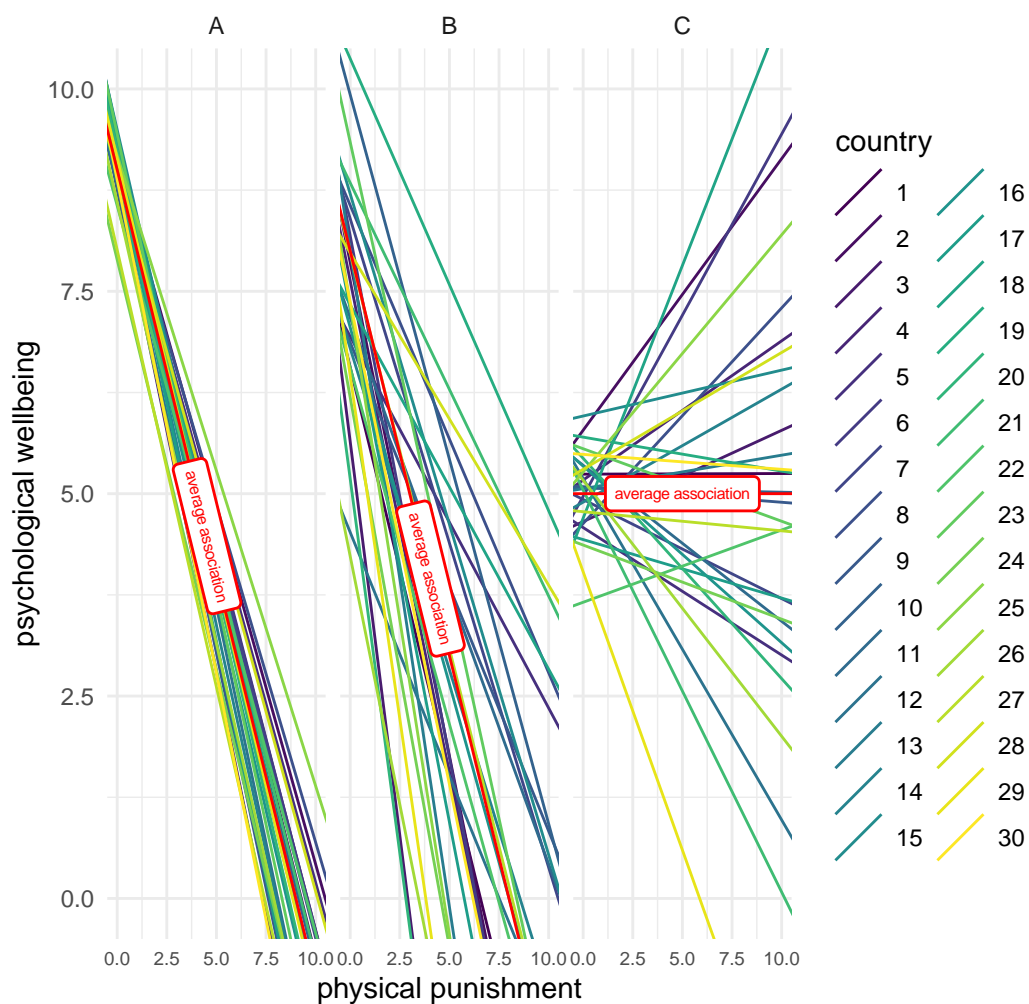 A B C
10.0
7.5
5.0
2.5
0.0
psychological wellbeing
average association
average association
average association
0.0 2.5 5.0 7.5 10.0 0.0 2.5 5.0 7.5 10.0 0.0 2.5 5.0 7.5 10.0
physical punishment
country
1 16
2 17
3 18
4 19
5 20
6 21
7 22
8 23
9 24
10 25
11 26
12 27
13 28
14 29
15 30